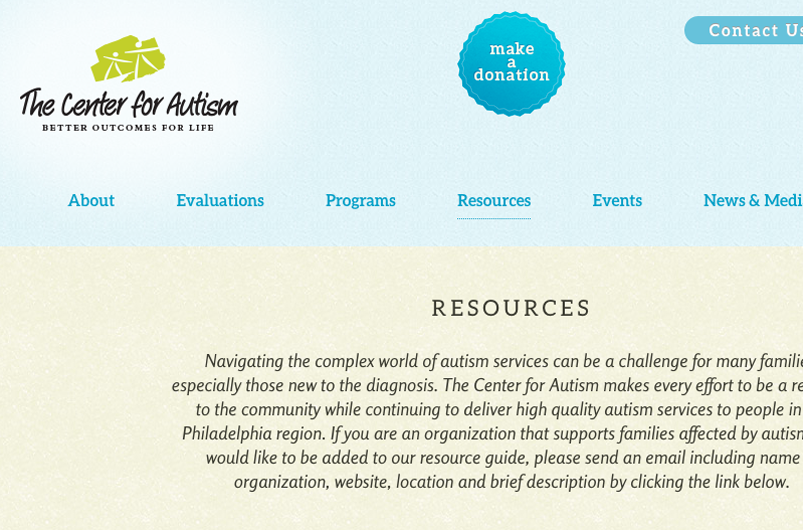 make
a
donation
Contact
The Center for Autism
BETTER OUTCOMES FOR LIFE
About Evaluations Programs Resources Events News &
RESOURCES
Navigating the complex world of autism services can be a challenge for many
especially those new to the diagnosis. The Center for Autism makes every effort to be a
to the community while continuing to deliver high quality autism services to people in
Philadelphia region. If you are an organization that supports families affected by
would like to be added to our resource guide, please send an email including name
organization, website, location and brief description by clicking the link below.